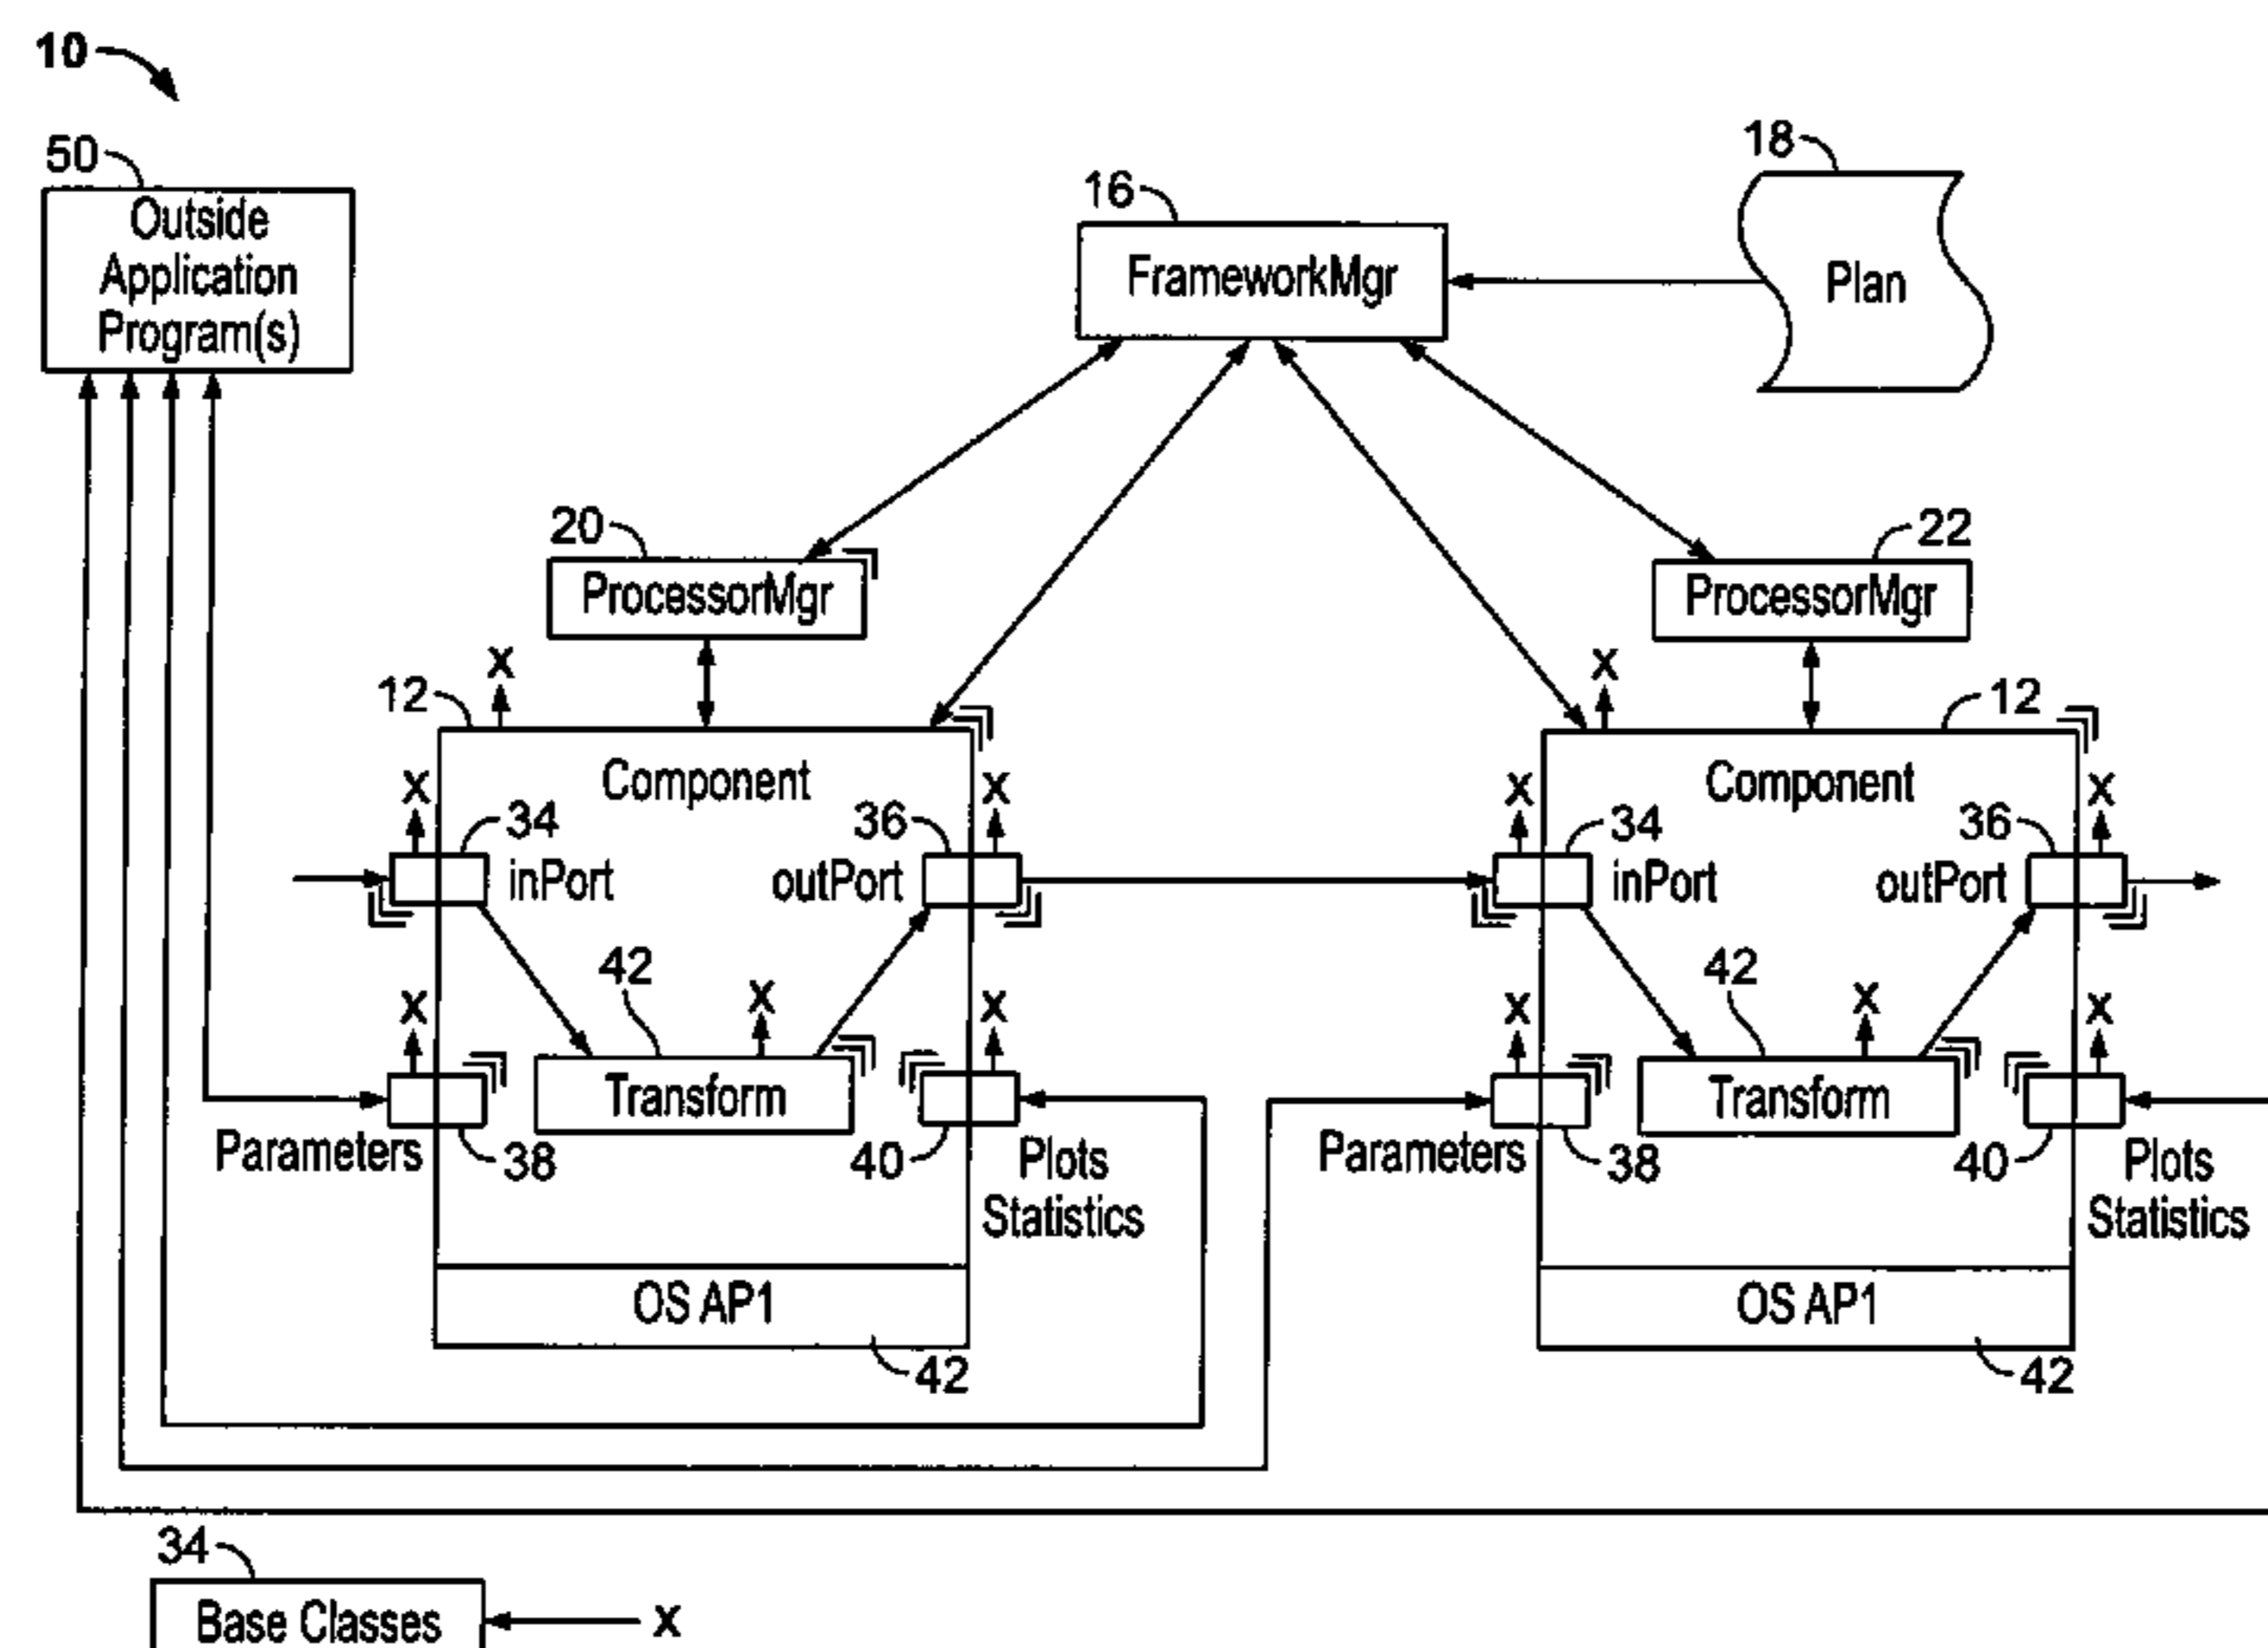 10
50
18
16
Outside
Application
Program(s)
FrameworkMgr
Plan
20
22
ProcessorMgr
ProcessorMgr
X
X
12
12
Component
Component
X
34
36
X
X
34
36
X
inPort
outPort
inPort
outPort
X
42
X
X
X
42
X
X
Transform
Transform
Parameters
38
40
Plots
Statistics
Parameters
38
40
Plots
Statistics
OS AP1
OS AP1
42
42
34
Base Classes
X